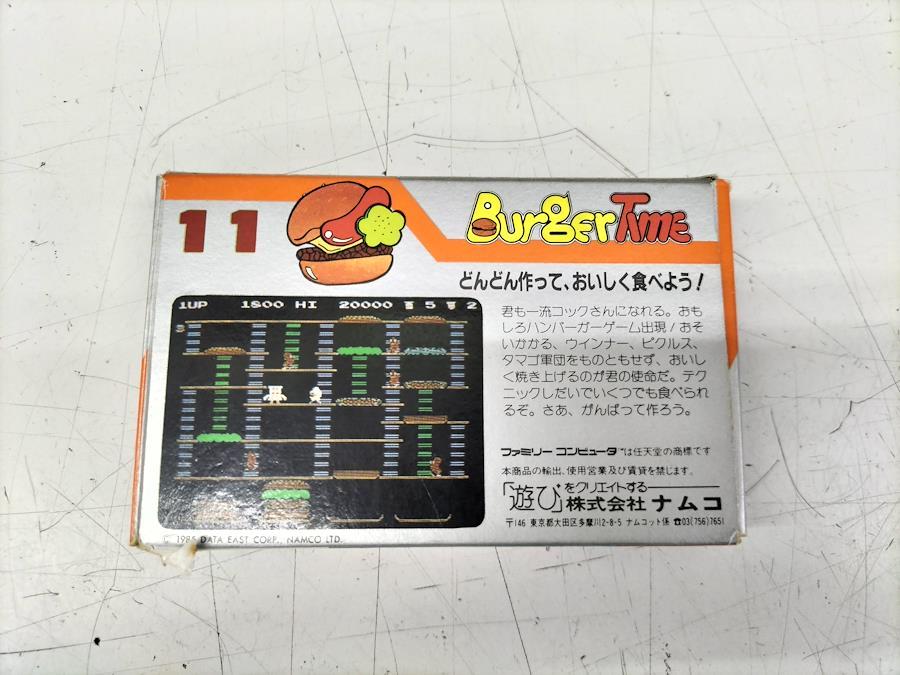 11
BurgerTime
どんどん作って、おいしく食べよう!
1UP 1800 HI 20000 5 2
君も一流コックさんになれる。おも
しろハンバーガーゲーム出現!おそ
いかかる、ウインナー、ピクルス、
タマゴ軍団をものともせず、おいし
く焼き上げるのが君の使命だ。テク
ニックしだいでいくつでも食べられ
るぞ。さあ、がんばって作ろう。
ファミリーコンピュータ™は任天堂の商標です
本商品の輸出、使用営業及び賃貸を禁じます。
「遊び」をクリエイトする
株式会社ナムコ
〒146 東京都大田区多摩川2-8-5 ナムコット係 ☎03(756)7651
© 1985 DATA EAST CORP., NAMCO LTD.